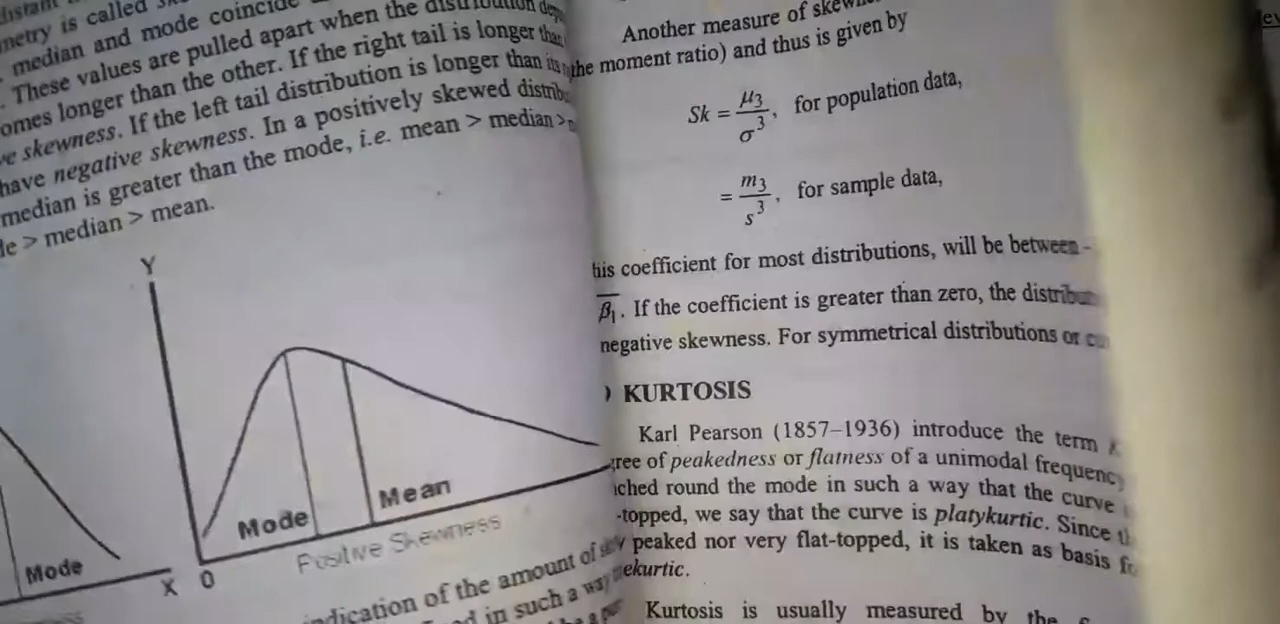 metry is called
median and mode coincide
. These values are pulled apart when the distribution
omes longer than the other. If the right tail is longer than
ve skewness. If the left tail distribution is longer than its
have negative skewness. In a positively skewed distribu
median is greater than the mode, i.e. mean > median >
le > median > mean.
Y
Mode
Mean
X
0
Positive Skewness
Mode
indication of the amount of
in such a way
Another measure of
the moment ratio) and thus is given by
Sk = μ3/σ^3, for population data,
= m3/s^3, for sample data,
his coefficient for most distributions, will be between -
β1. If the coefficient is greater than zero, the distribut
negative skewness. For symmetrical distributions or
) KURTOSIS
Karl Pearson (1857–1936) introduce the term
gree of peakedness or flatness of a unimodal frequency
ched round the mode in such a way that the curve
-topped, we say that the curve is platykurtic. Since
y peaked nor very flat-topped, it is taken as basis
ekurtic.
Kurtosis is usually measured by the